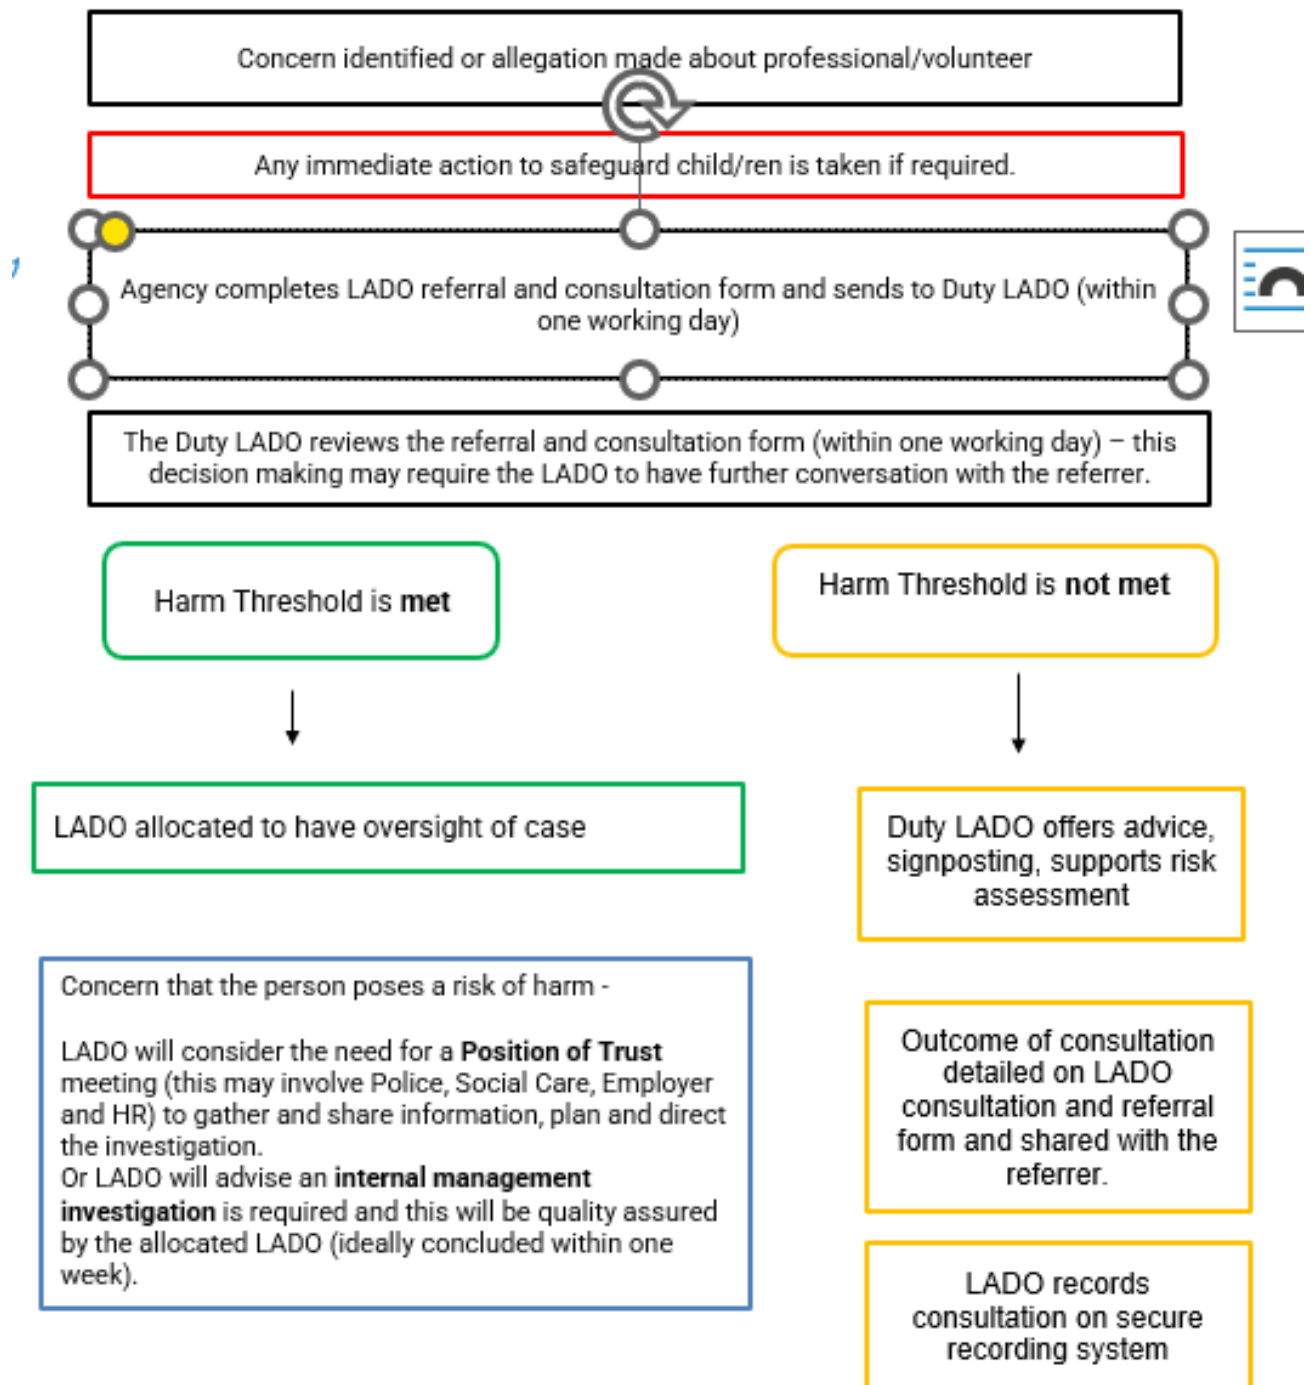 Concern identified or allegation made about professional/volunteer
Any immediate action to safeguard child/ren is taken if required.
Agency completes LADO referral and consultation form and sends to Duty LADO (within
one working day)
The Duty LADO reviews the referral and consultation form (within one working day) – this
decision making may require the LADO to have further conversation with the referrer.
Harm Threshold is met
Harm Threshold is not met
LADO allocated to have oversight of case
Duty LADO offers advice,
signposting, supports risk
assessment
Concern that the person poses a risk of harm -
LADO will consider the need for a Position of Trust
meeting (this may involve Police, Social Care, Employer
and HR) to gather and share information, plan and direct
the investigation.
Or LADO will advise an internal management
investigation is required and this will be quality assured
by the allocated LADO (ideally concluded within one
week).
Outcome of consultation
detailed on LADO
consultation and referral
form and shared with the
referrer.
LADO records
consultation on secure
recording system